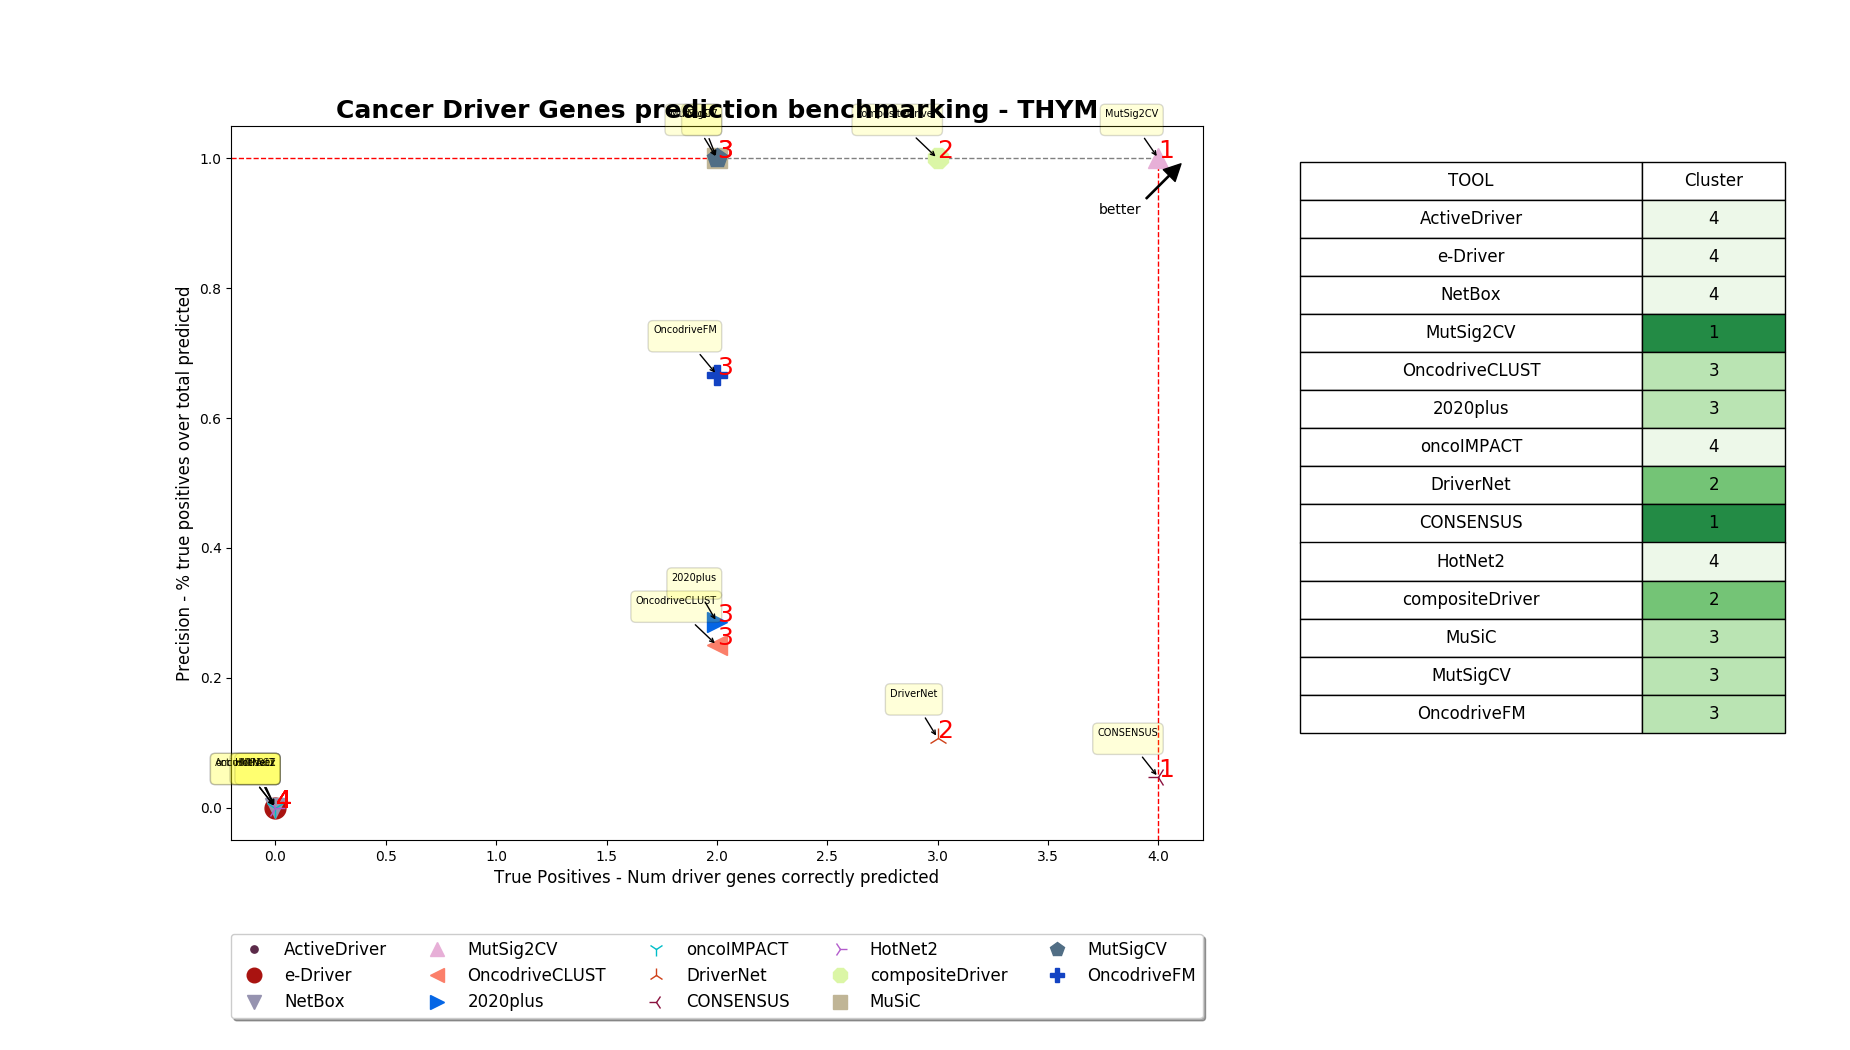 Cancer Driver Genes prediction benchmarking - THYM
MutSigCV
compositeDriver
MutSig2CV
3
2
1
better
OncodriveFM
3
2020plus
OncodriveCLUST
3
3
DriverNet
2
CONSENSUS
1
4
1.0
0.8
0.6
0.4
0.2
0.0
Precision - % true positives over total predicted
0.0 0.5 1.0 1.5 2.0 2.5 3.0 3.5 4.0
True Positives - Num driver genes correctly predicted
TOOL Cluster
ActiveDriver 4
e-Driver 4
NetBox 4
MutSig2CV 1
OncodriveCLUST 3
2020plus 3
oncoIMPACT 4
DriverNet 2
CONSENSUS 1
HotNet2 4
compositeDriver 2
MuSiC 3
MutSigCV 3
OncodriveFM 3
ActiveDriver MutSig2CV oncoIMPACT HotNet2 MutSigCV
e-Driver OncodriveCLUST DriverNet compositeDriver OncodriveFM
NetBox 2020plus CONSENSUS MuSiC